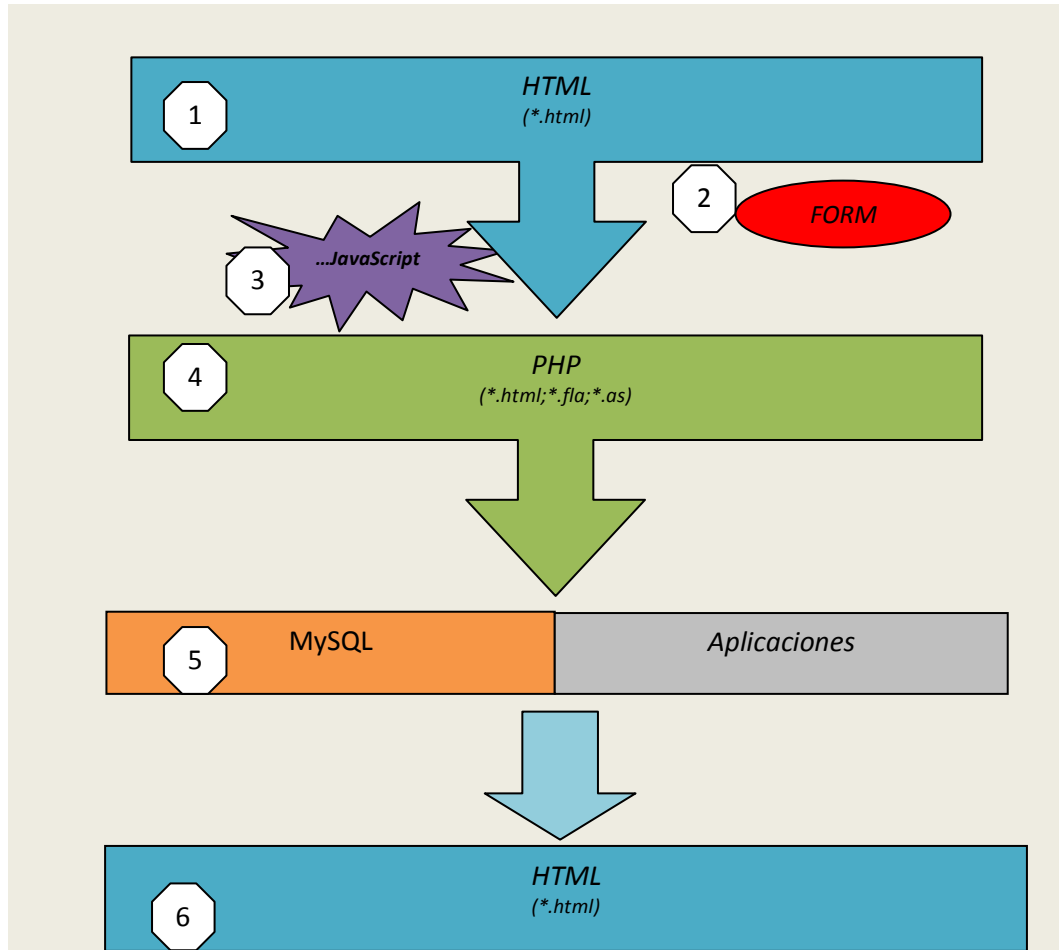 HTML
1
(*.html)
2
FORM
...JavaScript
3
PHP
4
(*.html;*.fla;*.as)
MySQL
Aplicaciones
5
HTML
(*.html)
6